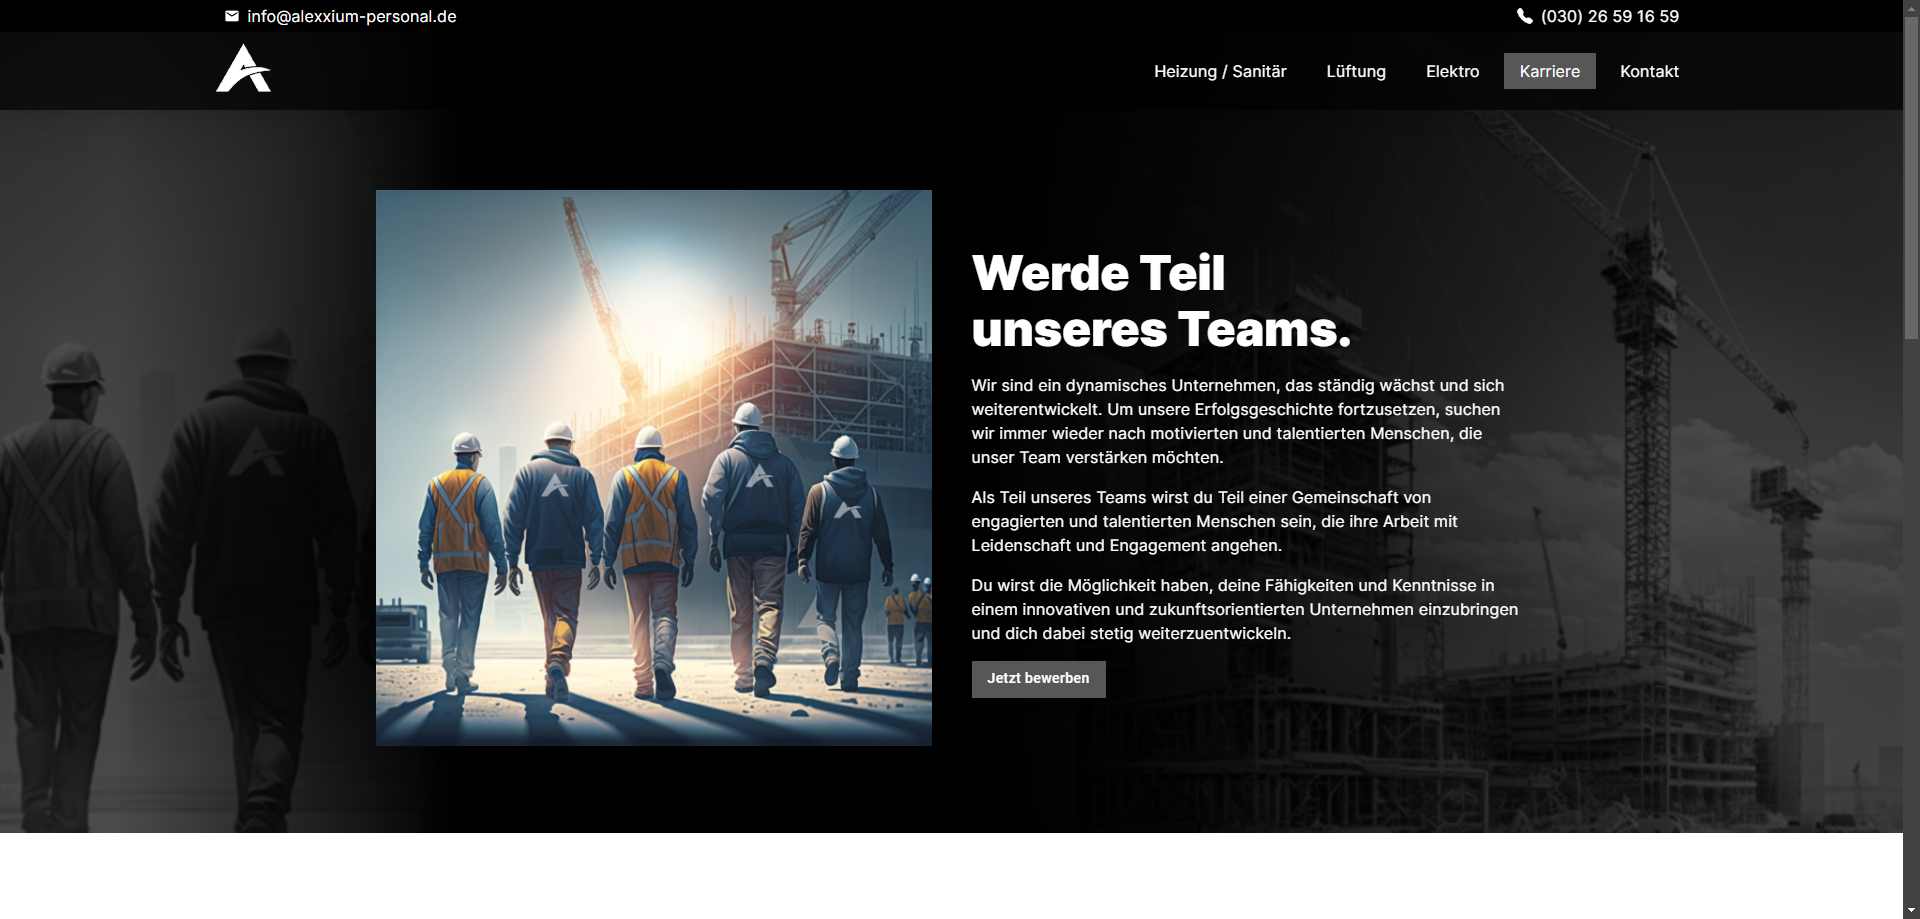 info@alexxium-personal.de
(030) 26 59 16 59
Heizung / Sanitär
Lüftung
Elektro
Karriere
Kontakt
Werde Teil
unseres Teams.
Wir sind ein dynamisches Unternehmen, das ständig wächst und sich
weiterentwickelt. Um unsere Erfolgsgeschichte fortzusetzen, suchen
wir immer wieder nach motivierten und talentierten Menschen, die
unser Team verstärken möchten.
Als Teil unseres Teams wirst du Teil einer Gemeinschaft von
engagierten und talentierten Menschen sein, die ihre Arbeit mit
Leidenschaft und Engagement angehen.
Du wirst die Möglichkeit haben, deine Fähigkeiten und Kenntnisse in
einem innovativen und zukunftsorientierten Unternehmen einzubringen
und dich dabei stetig weiterzuentwickeln.
Jetzt bewerben